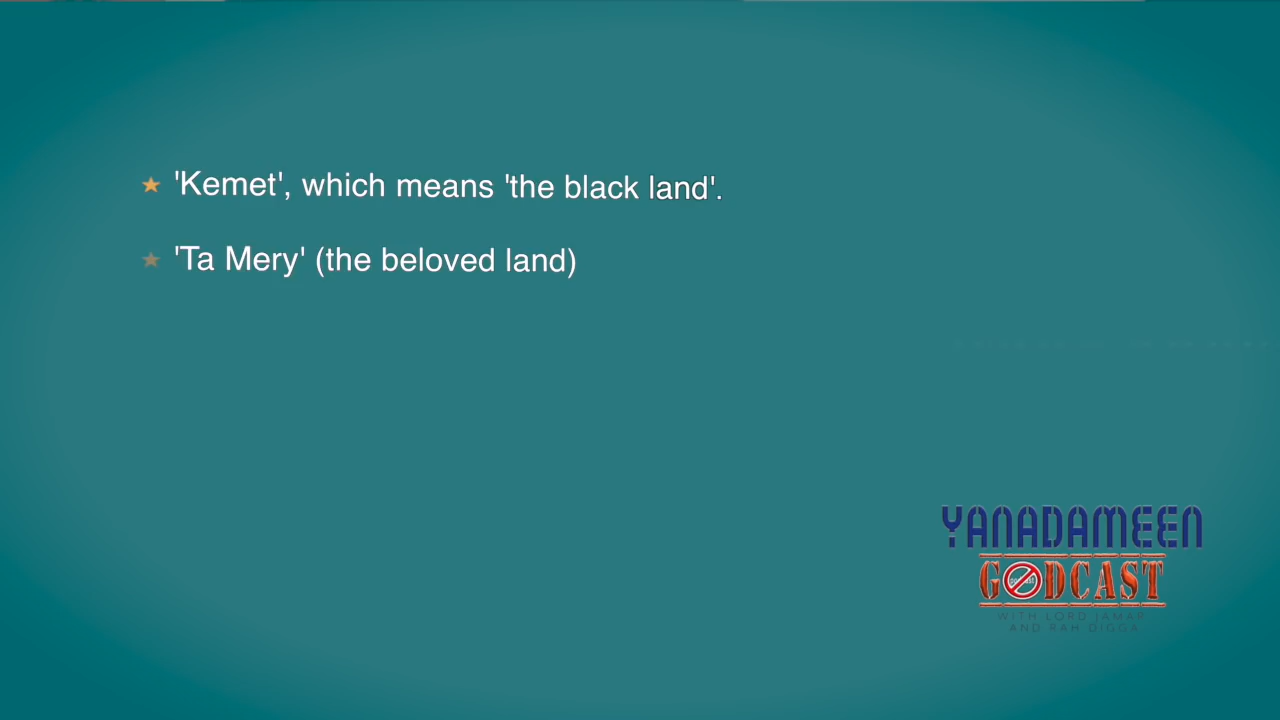 'Kemet', which means 'the black land'.
'Ta Mery' (the beloved land)
YANADAMEEN
GODCAST
WITH LORD JAMAR
AND RAH DIGGA